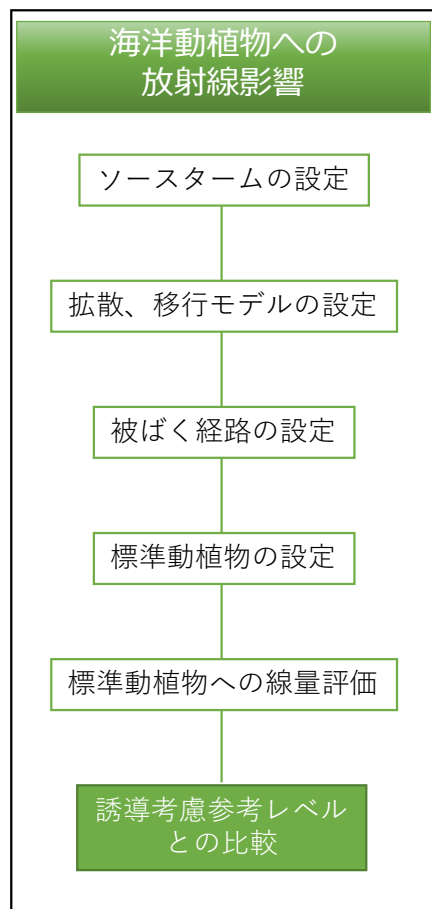 海洋動植物への
放射線影響
ソースタームの設定
拡散、移行モデルの設定
被ばく経路の設定
標準動植物の設定
標準動植物への線量評価
誘導考慮参考レベル
との比較